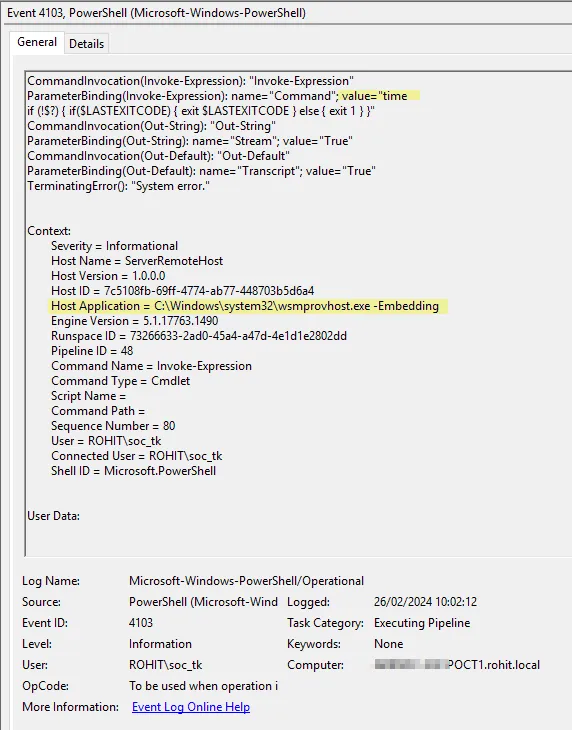 Event 4103, PowerShell (Microsoft-Windows-PowerShell)
General Details
CommandInvocation(Invoke-Expression): "Invoke-Expression"
ParameterBinding(Invoke-Expression): name="Command"; value="time
if (!$?) { if($LASTEXITCODE) { exit $LASTEXITCODE } else { exit 1 } }"
CommandInvocation(Out-String): "Out-String"
ParameterBinding(Out-String): name="Stream"; value="True"
CommandInvocation(Out-Default): "Out-Default"
ParameterBinding(Out-Default): name="Transcript"; value="True"
TerminatingError(): "System error."
Context:
Severity = Informational
Host Name = ServerRemoteHost
Host Version = 1.0.0.0
Host ID = 7c5108fb-69ff-4774-ab77-448703b5d6a4
Host Application = C:\Windows\system32\wsmprovhost.exe -Embedding
Engine Version = 5.1.17763.1490
Runspace ID = 73266633-2ad0-45a4-a47d-4e1d1e2802dd
Pipeline ID = 48
Command Name = Invoke-Expression
Command Type = Cmdlet
Script Name =
Command Path =
Sequence Number = 80
User = ROHIT\soc_tk
Connected User = ROHIT\soc_tk
Shell ID = Microsoft.PowerShell
User Data:
Log Name: Microsoft-Windows-PowerShell/Operational
Source: PowerShell (Microsoft-Wind Logged: 26/02/2024 10:02:12
Event ID: 4103 Task Category: Executing Pipeline
Level: Information Keywords: None
User: ROHIT\soc_tk Computer: POCT1.rohit.local
OpCode: To be used when operation i
More Information: Event Log Online Help